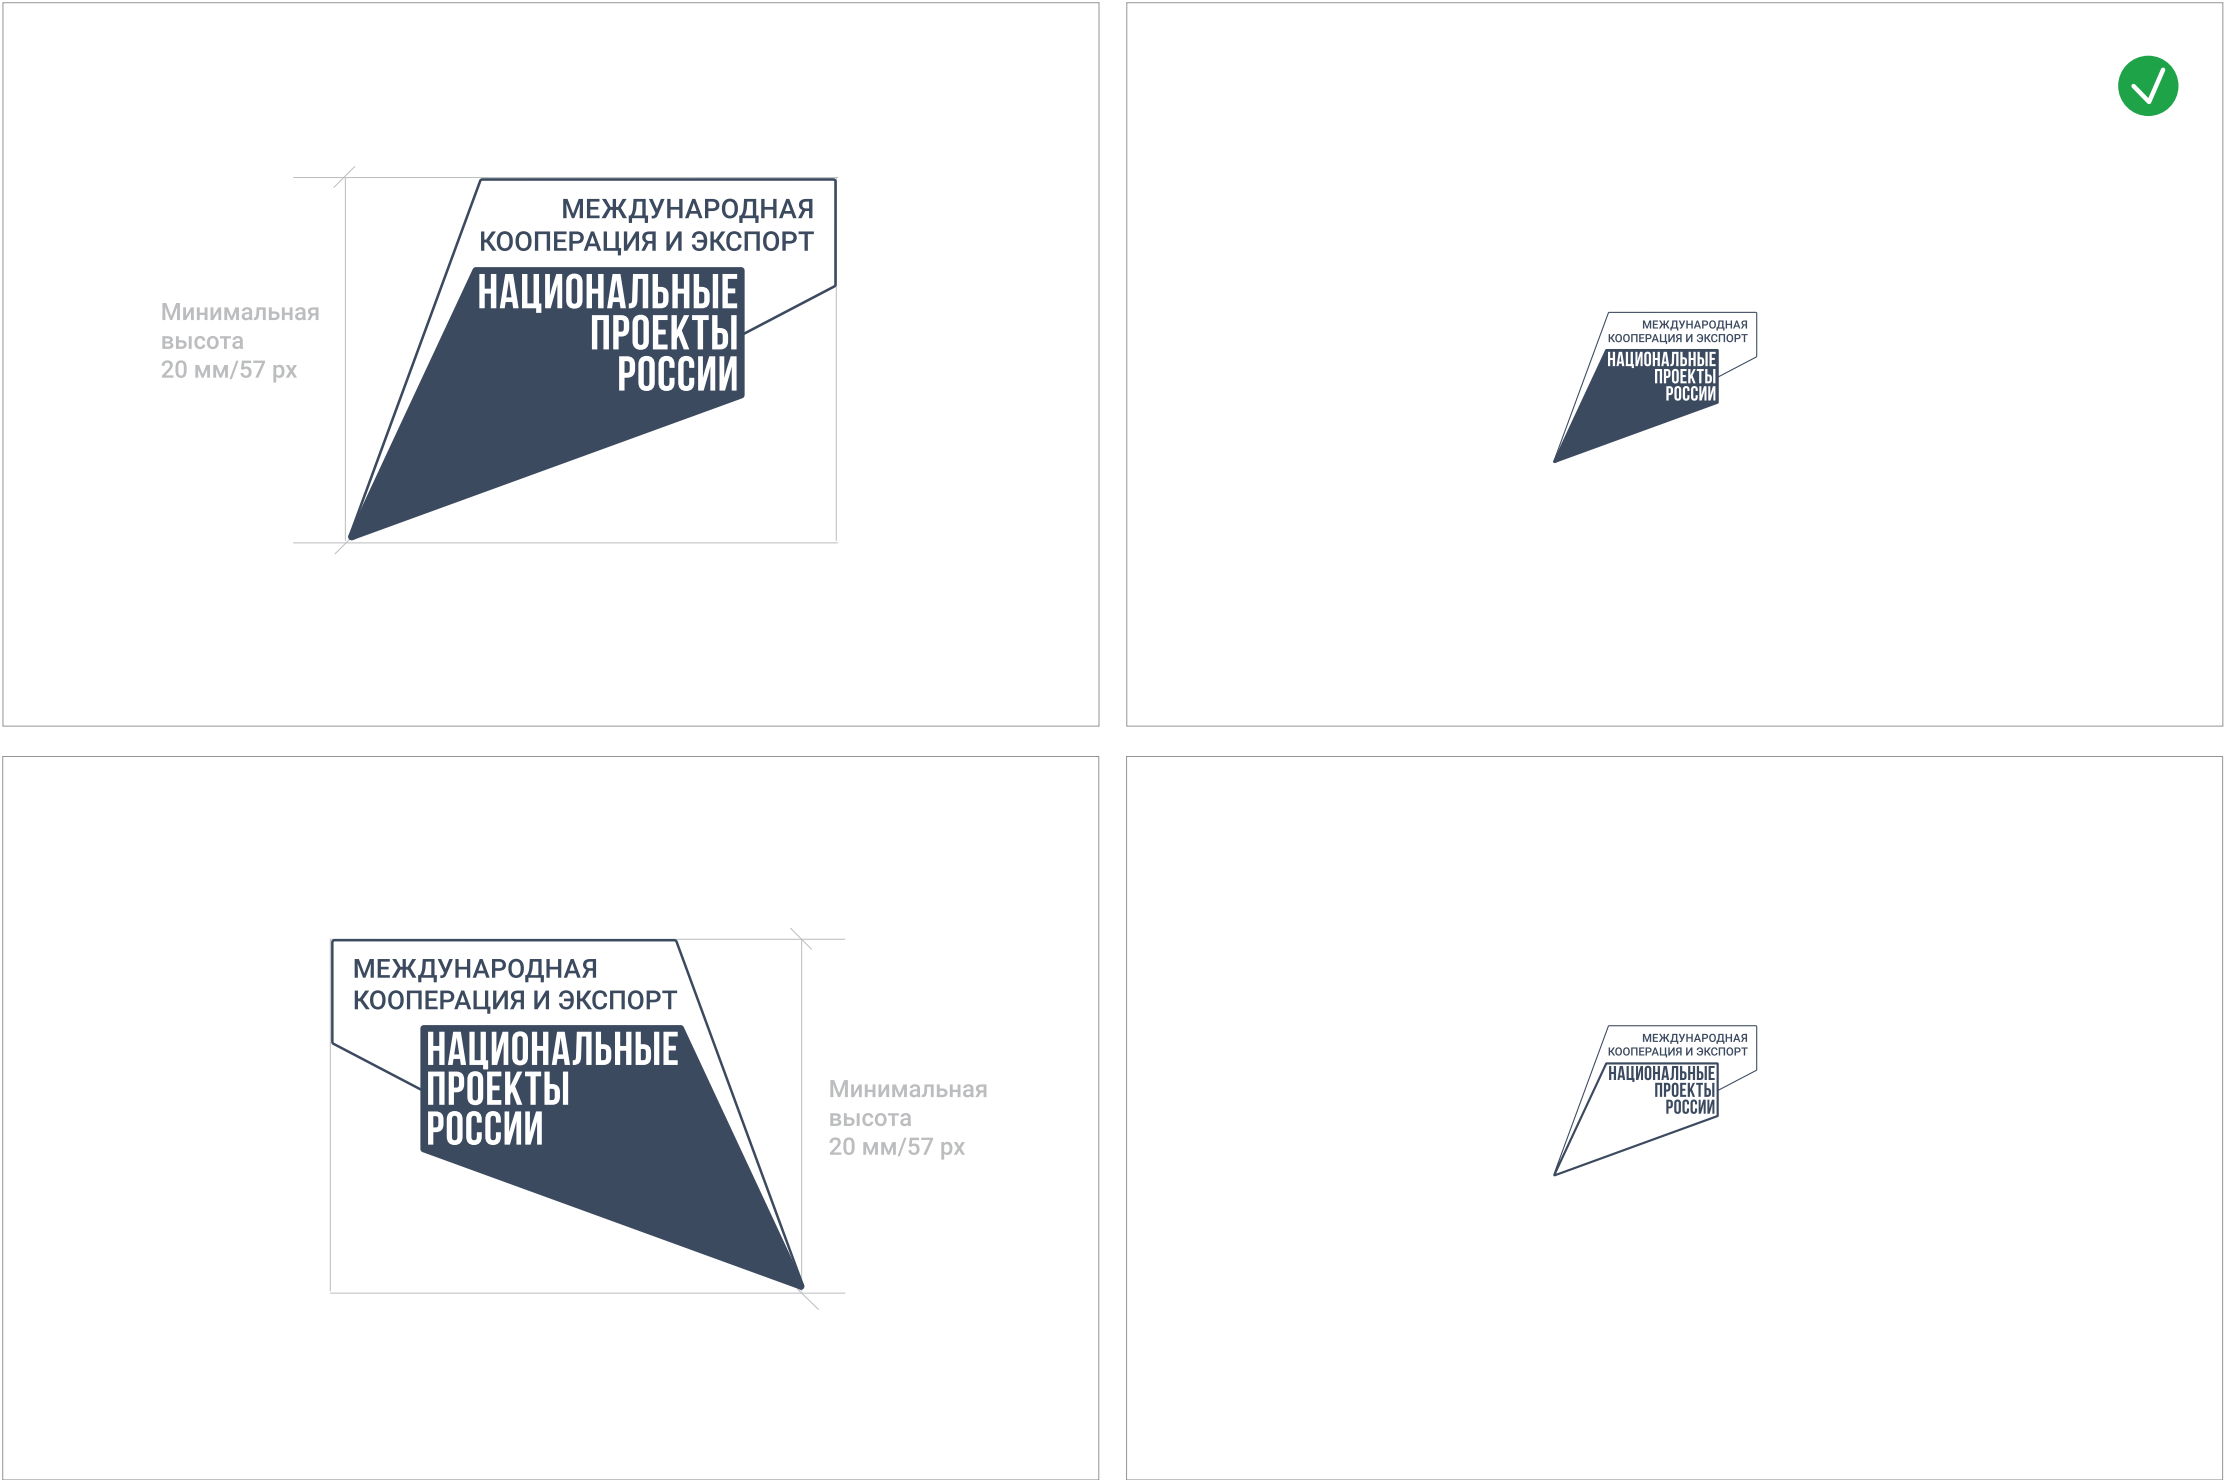 МЕЖДУНАРОДНАЯ
КООПЕРАЦИЯ И ЭКСПОРТ
НАЦИОНАЛЬНЫЕ
ПРОЕКТЫ
РОССИИ
Минимальная
высота
20 мм/57 px
МЕЖДУНАРОДНАЯ
КООПЕРАЦИЯ И ЭКСПОРТ
НАЦИОНАЛЬНЫЕ
ПРОЕКТЫ
РОССИИ
МЕЖДУНАРОДНАЯ
КООПЕРАЦИЯ И ЭКСПОРТ
НАЦИОНАЛЬНЫЕ
ПРОЕКТЫ
РОССИИ
Минимальная
высота
20 мм/57 px
МЕЖДУНАРОДНАЯ
КООПЕРАЦИЯ И ЭКСПОРТ
НАЦИОНАЛЬНЫЕ
ПРОЕКТЫ
РОССИИ